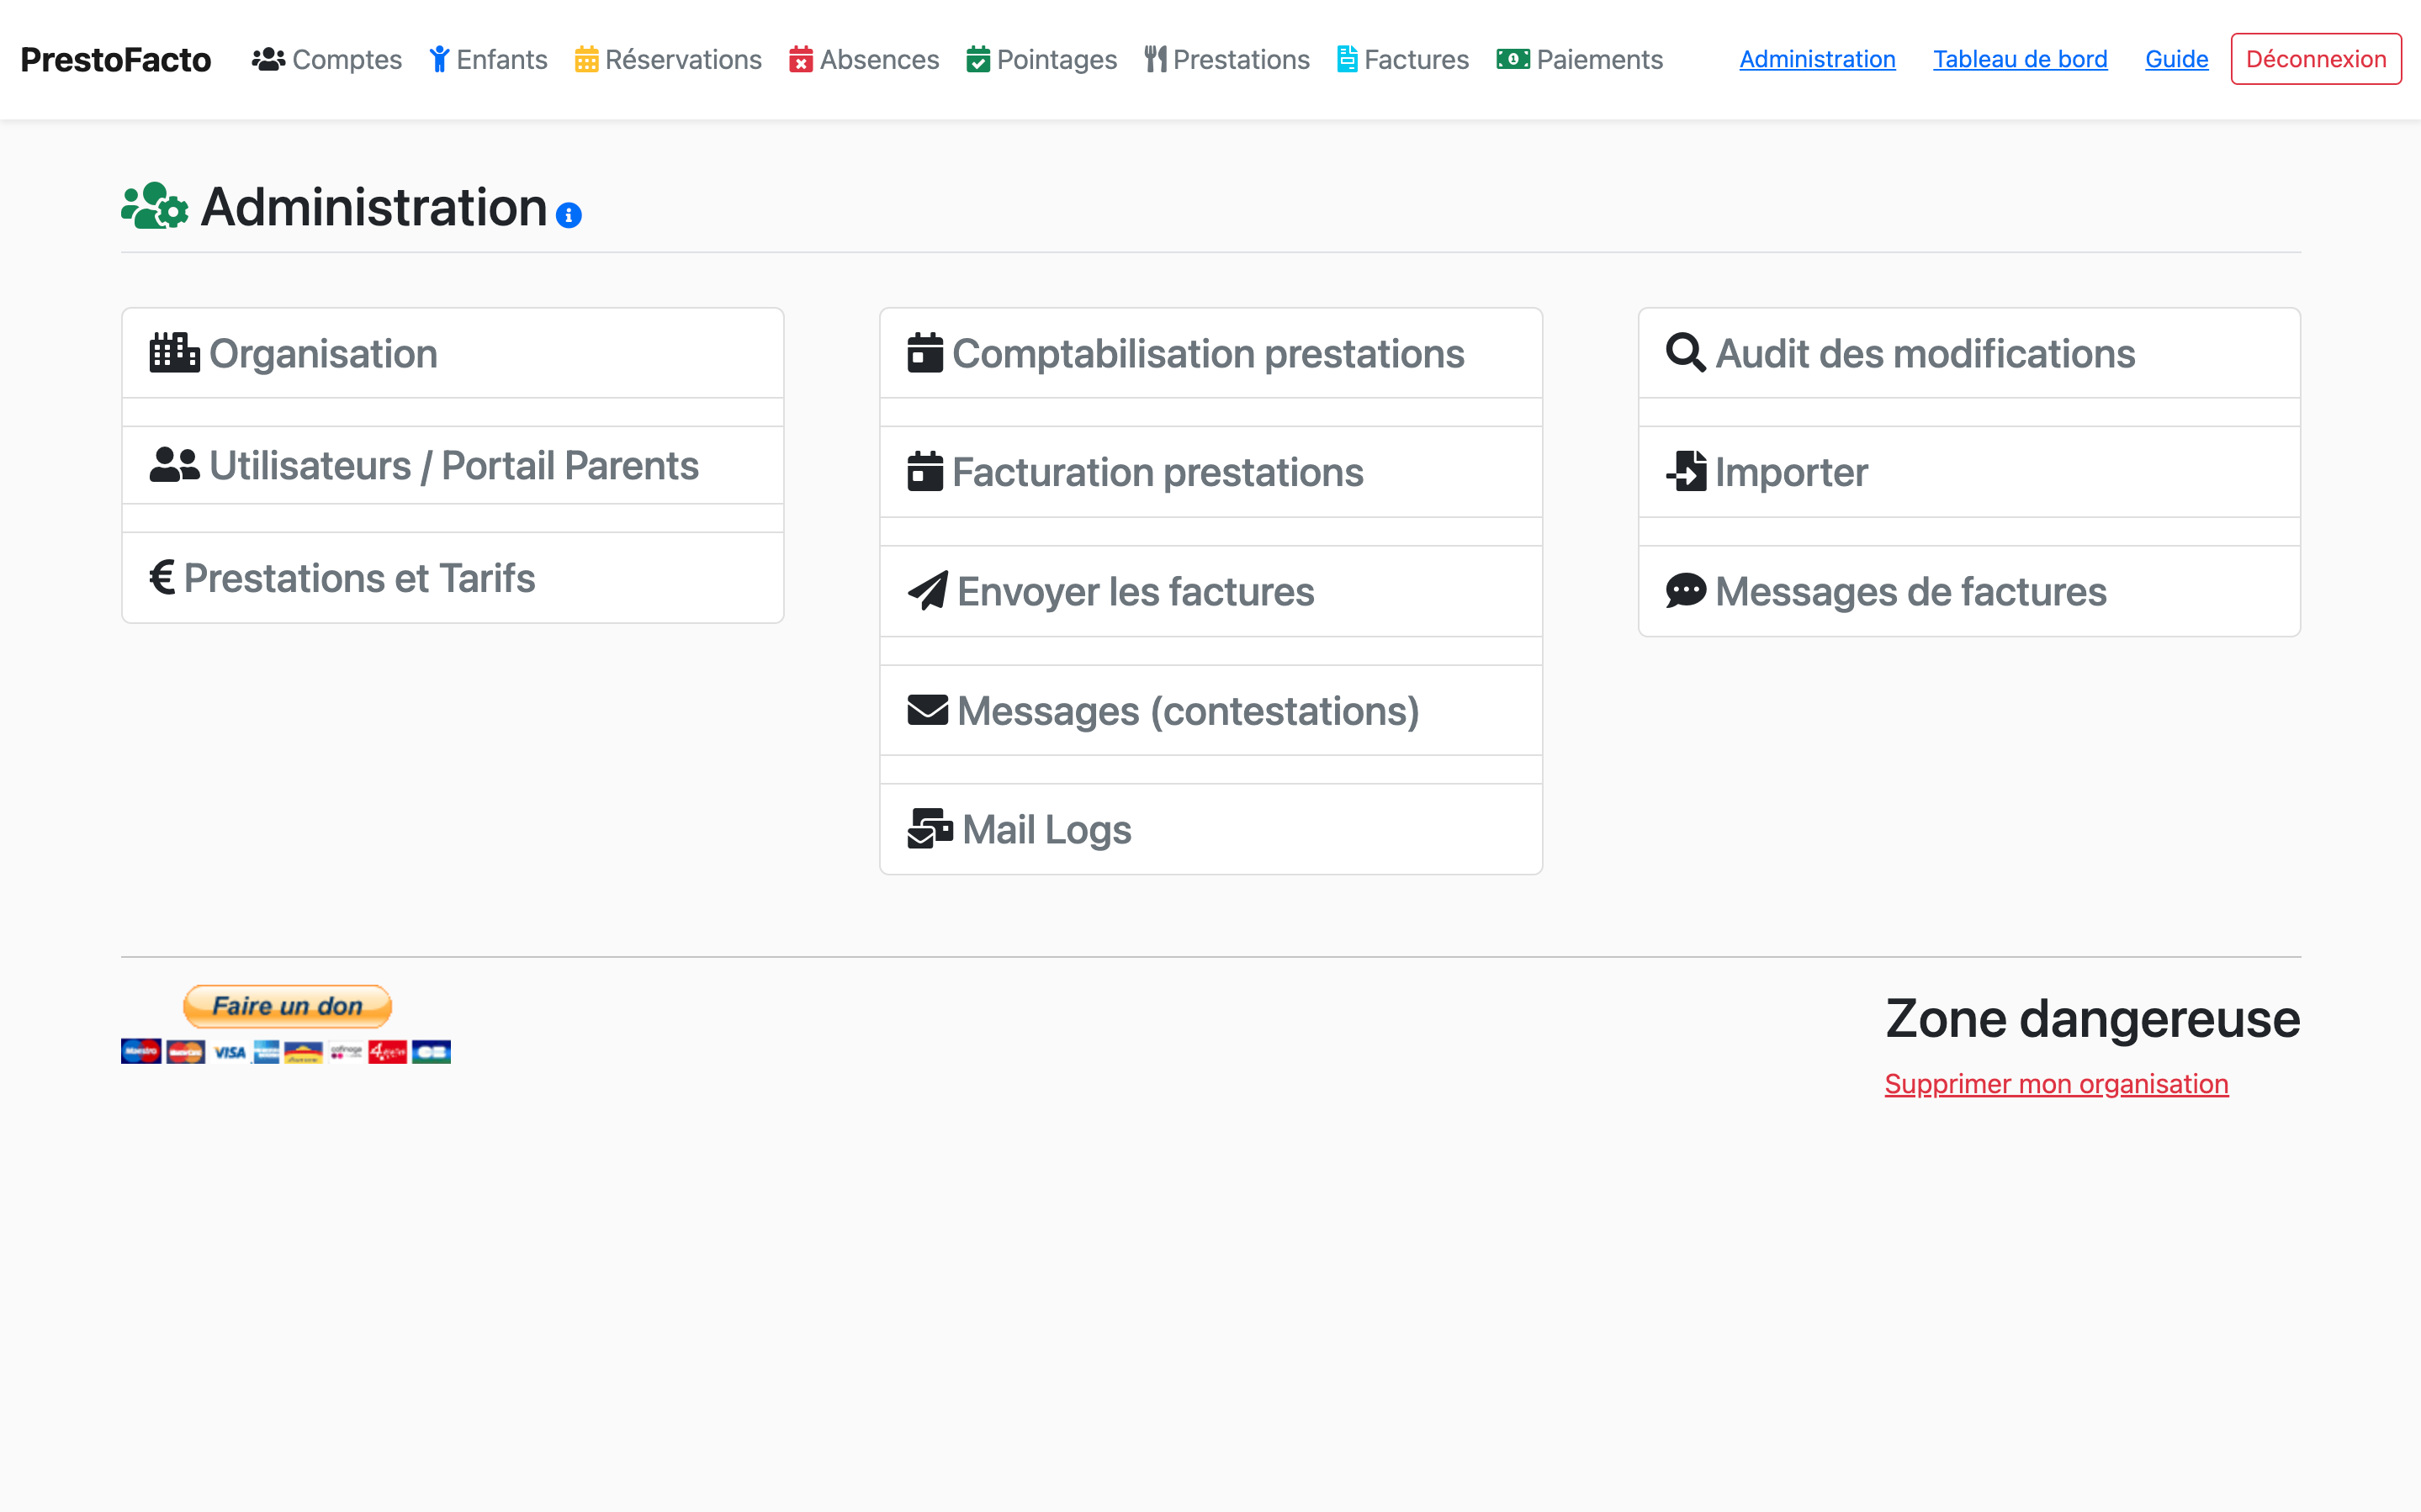 PrestoFacto Comptes Enfants Réservations Absences Pointages Prestations Factures Paiements Administration Tableau de bord Guide Déconnexion
Administration
Organisation
Utilisateurs / Portail Parents
€ Prestations et Tarifs
Comptabilisation prestations
Facturation prestations
Envoyer les factures
Messages (contestations)
Mail Logs
Audit des modifications
Importer
Messages de factures
Faire un don
Maestro MasterCard VISA
Zone dangereuse
Supprimer mon organisation